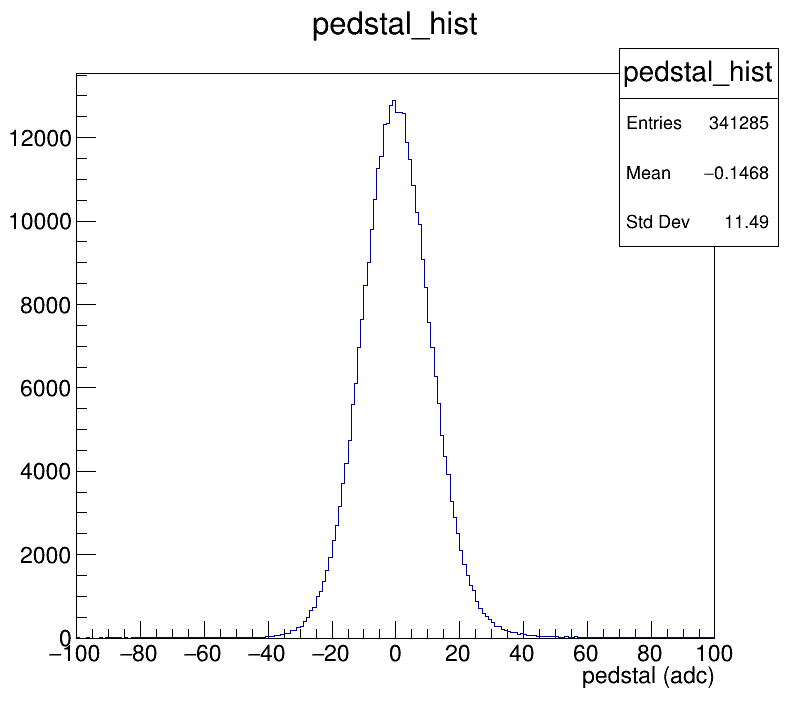 pedstal_hist
pedstal_hist
Entries 341285
Mean −0.1468
Std Dev 11.49
12000
10000
8000
6000
4000
2000
0
−100 −80 −60 −40 −20 0 20 40 60 80 100
pedstal (adc)